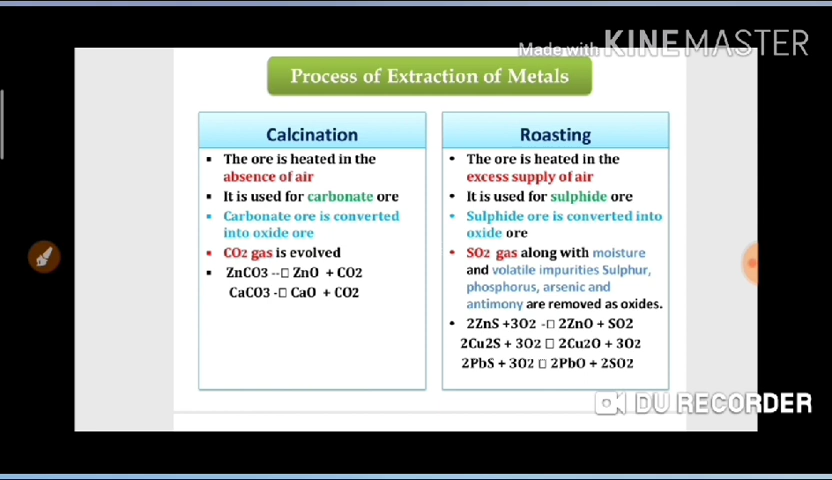 Made with KINEMASTER
Process of Extraction of Metals
Calcination
▪ The ore is heated in the
absence of air
▪ It is used for carbonate ore
▪ Carbonate ore is converted
into oxide ore
▪ CO2 gas is evolved
▪ ZnCO3 --□ ZnO + CO2
CaCO3 -□ CaO + CO2
Roasting
• The ore is heated in the
excess supply of air
• It is used for sulphide ore
• Sulphide ore is converted into
oxide ore
• SO2 gas along with moisture
and volatile impurities Sulphur,
phosphorus, arsenic and
antimony are removed as oxides.
• 2ZnS +3O2 -□ 2ZnO + SO2
2Cu2S + 3O2 □ 2Cu2O + 3O2
2PbS + 3O2 □ 2PbO + 2SO2
DU RECORDER